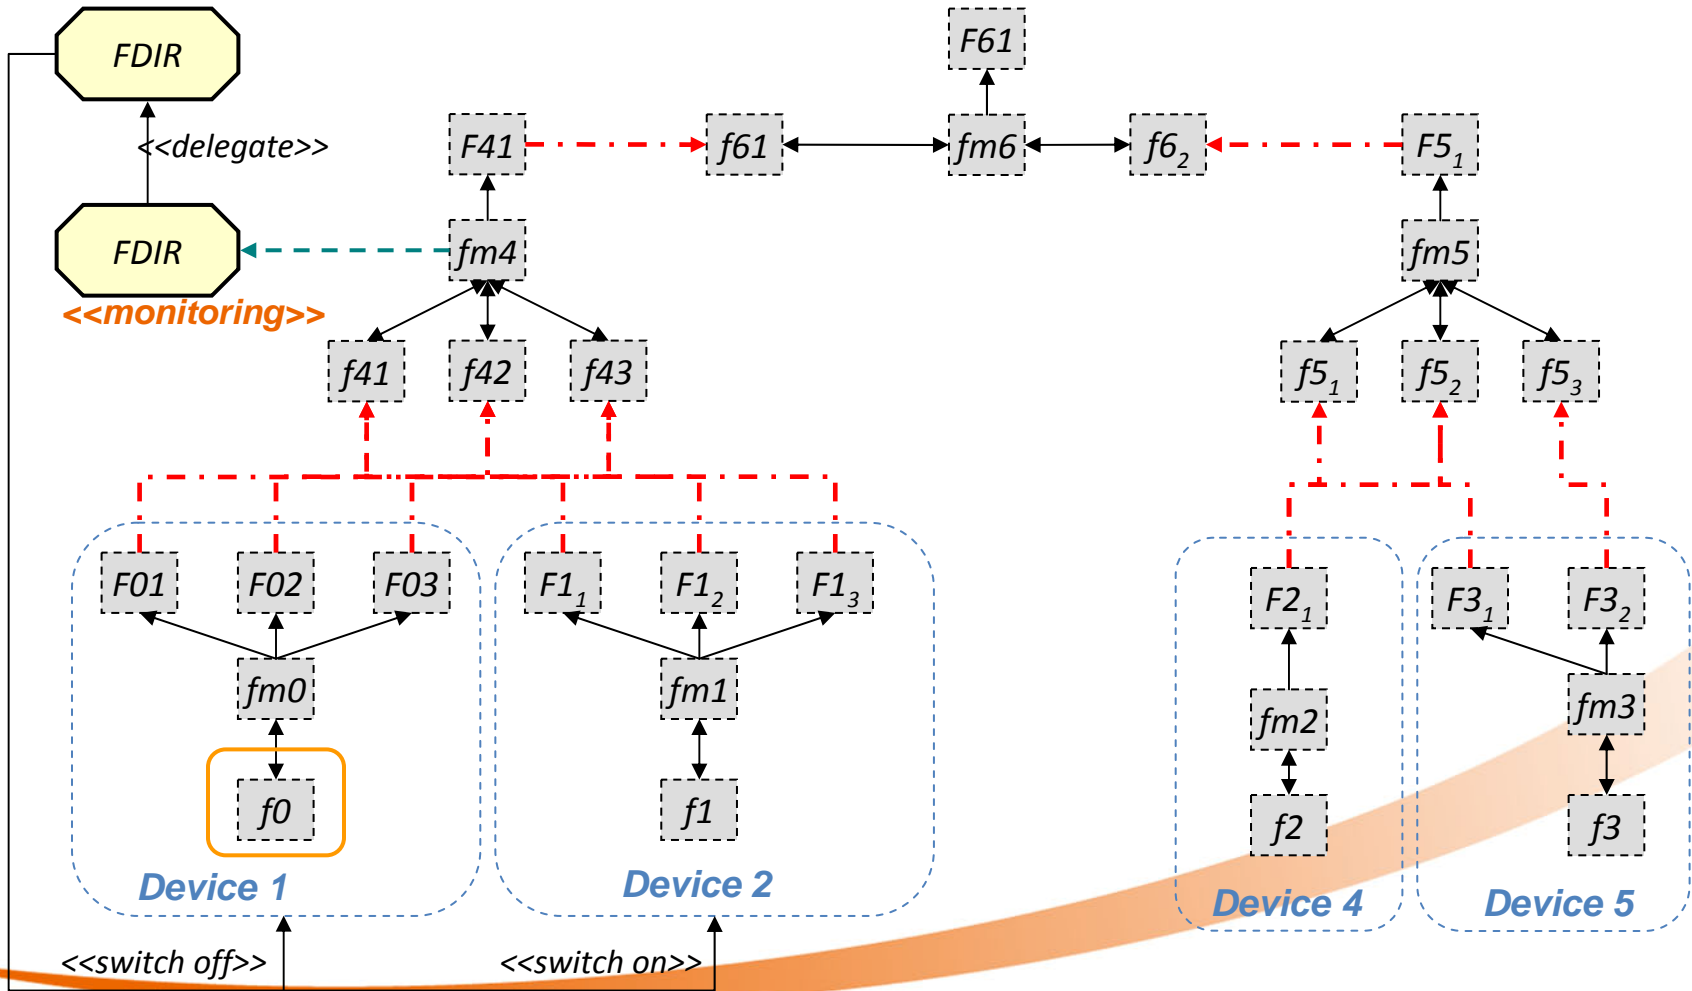 FDIR
F61
<<delegate>>
F41
f61
fm6
f6₂
F5₁
FDIR
fm4
fm5
<<monitoring>>
f41
f42
f43
f5₁
f5₂
f5₃
F01
F02
F03
F1₁
F1₂
F1₃
F2₁
F3₁
F3₂
fm0
fm1
fm2
fm3
f0
f1
f2
f3
Device 1
Device 2
Device 4
Device 5
<<switch off>>
<<switch on>>